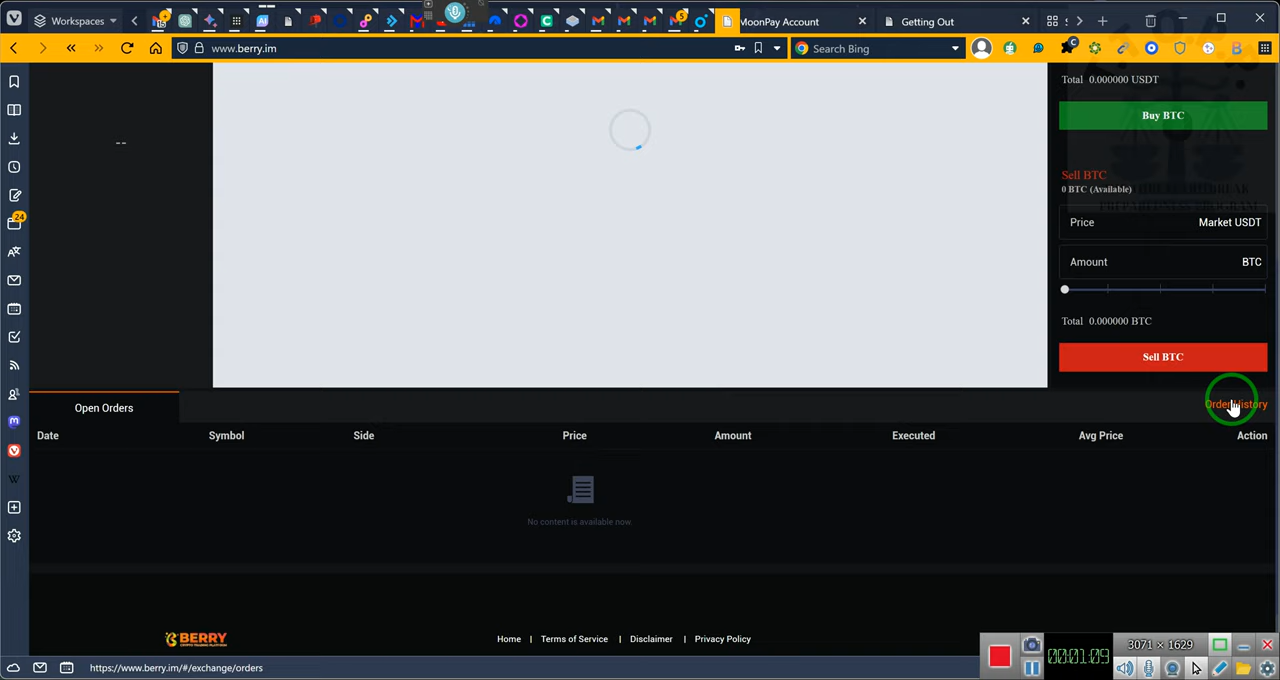 Workspaces
MoonPay Account
Getting Out
www.berry.im
Search Bing
Total 0.000000 USDT
Buy BTC
--
Sell BTC
0 BTC (Available)
Price Market USDT
Amount BTC
Total 0.000000 BTC
Sell BTC
Open Orders
Order History
Date Symbol Side Price Amount Executed Avg Price Action
No content is available now.
BERRY
Home | Terms of Service | Disclaimer | Privacy Policy
3071 × 1629
00:01:09
https://www.berry.im/#/exchange/orders
24